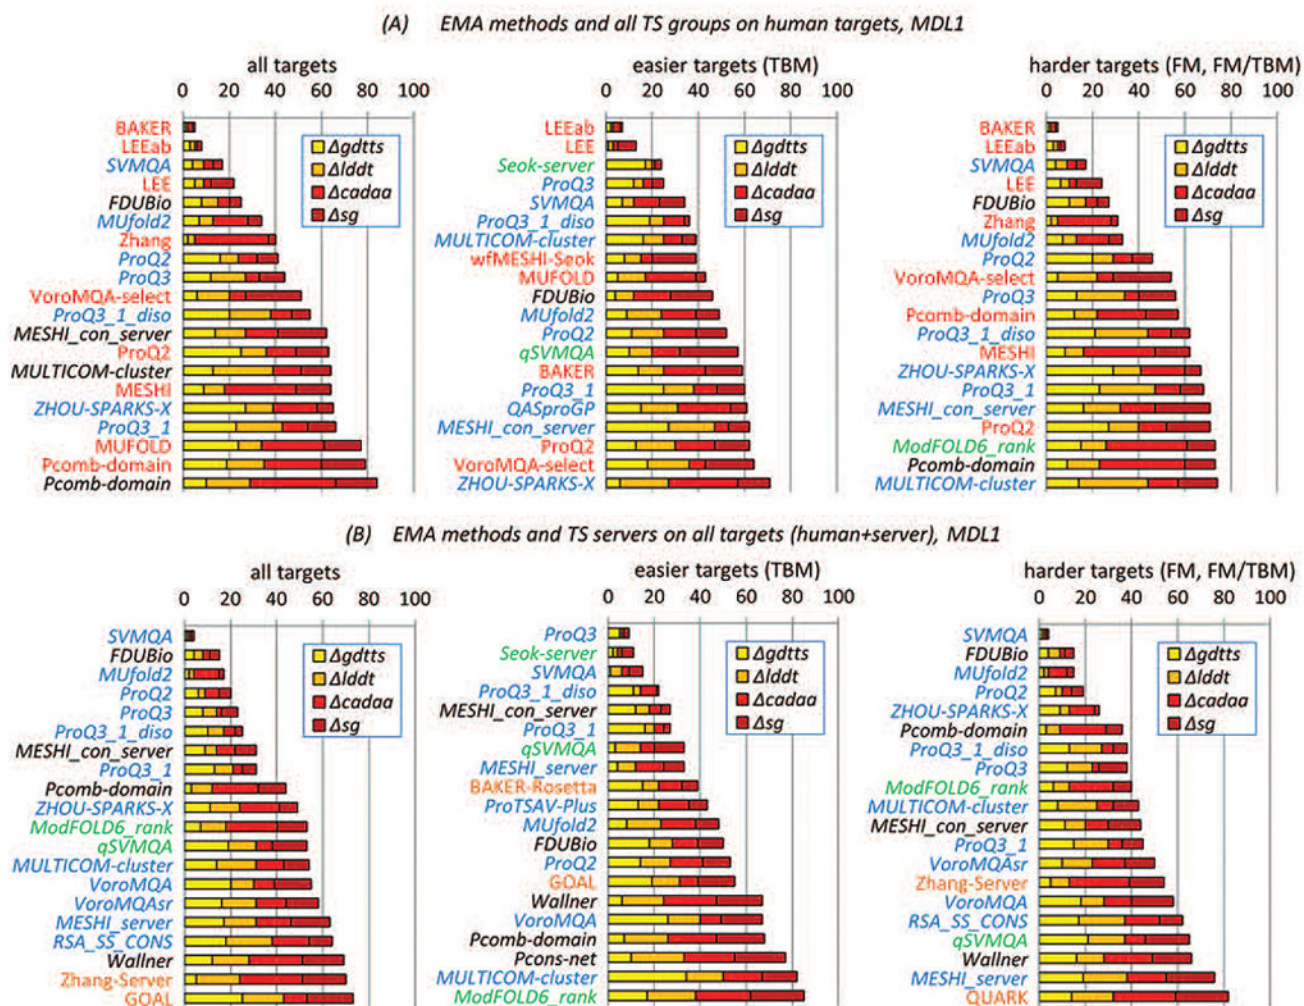 (A) EMA methods and all TS groups on human targets, MDL1
all targets
0 20 40 60 80 100
BAKER
LEEab
SVMQA
LEE
FDUBio
MUfold2
Zhang
ProQ2
ProQ3
VoroMQA-select
ProQ3_1_diso
MESHI_con_server
ProQ2
MULTICOM-cluster
MESHI
ZHOU-SPARKS-X
ProQ3_1
MUFOLD
Pcomb-domain
Pcomb-domain
Δgdtts
Δlddt
Δcadaa
Δsg
easier targets (TBM)
0 20 40 60 80 100
LEEab
LEE
Seok-server
ProQ3
SVMQA
ProQ3_1_diso
MULTICOM-cluster
wfMESHI-Seok
MUFOLD
FDUBio
MUfold2
ProQ2
qSVMQA
BAKER
ProQ3_1
QASproGP
MESHI_con_server
ProQ2
VoroMQA-select
ZHOU-SPARKS-X
Δgdtts
Δlddt
Δcadaa
Δsg
harder targets (FM, FM/TBM)
0 20 40 60 80 100
BAKER
LEEab
SVMQA
LEE
FDUBio
Zhang
MUfold2
ProQ2
VoroMQA-select
ProQ3
Pcomb-domain
ProQ3_1_diso
MESHI
ZHOU-SPARKS-X
ProQ3_1
MESHI_con_server
ProQ2
ModFOLD6_rank
Pcomb-domain
MULTICOM-cluster
Δgdtts
Δlddt
Δcadaa
Δsg
(B) EMA methods and TS servers on all targets (human+server), MDL1
all targets
0 20 40 60 80 100
SVMQA
FDUBio
MUfold2
ProQ2
ProQ3
ProQ3_1_diso
MESHI_con_server
ProQ3_1
Pcomb-domain
ZHOU-SPARKS-X
ModFOLD6_rank
qSVMQA
MULTICOM-cluster
VoroMQA
VoroMQAsr
MESHI_server
RSA_SS_CONS
Wallner
Zhang-Server
GOAL
Δgdtts
Δlddt
Δcadaa
Δsg
easier targets (TBM)
0 20 40 60 80 100
ProQ3
Seok-server
SVMQA
ProQ3_1_diso
MESHI_con_server
ProQ3_1
qSVMQA
MESHI_server
BAKER-Rosetta
ProTSAV-Plus
MUfold2
FDUBio
ProQ2
GOAL
Wallner
VoroMQA
Pcomb-domain
Pcons-net
MULTICOM-cluster
ModFOLD6_rank
Δgdtts
Δlddt
Δcadaa
Δsg
harder targets (FM, FM/TBM)
0 20 40 60 80 100
SVMQA
FDUBio
MUfold2
ProQ2
ZHOU-SPARKS-X
Pcomb-domain
ProQ3_1_diso
ProQ3
ModFOLD6_rank
MULTICOM-cluster
MESHI_con_server
ProQ3_1
VoroMQAsr
Zhang-Server
VoroMQA
RSA_SS_CONS
qSVMQA
Wallner
MESHI_server
QUARK
Δgdtts
Δlddt
Δcadaa
Δsg